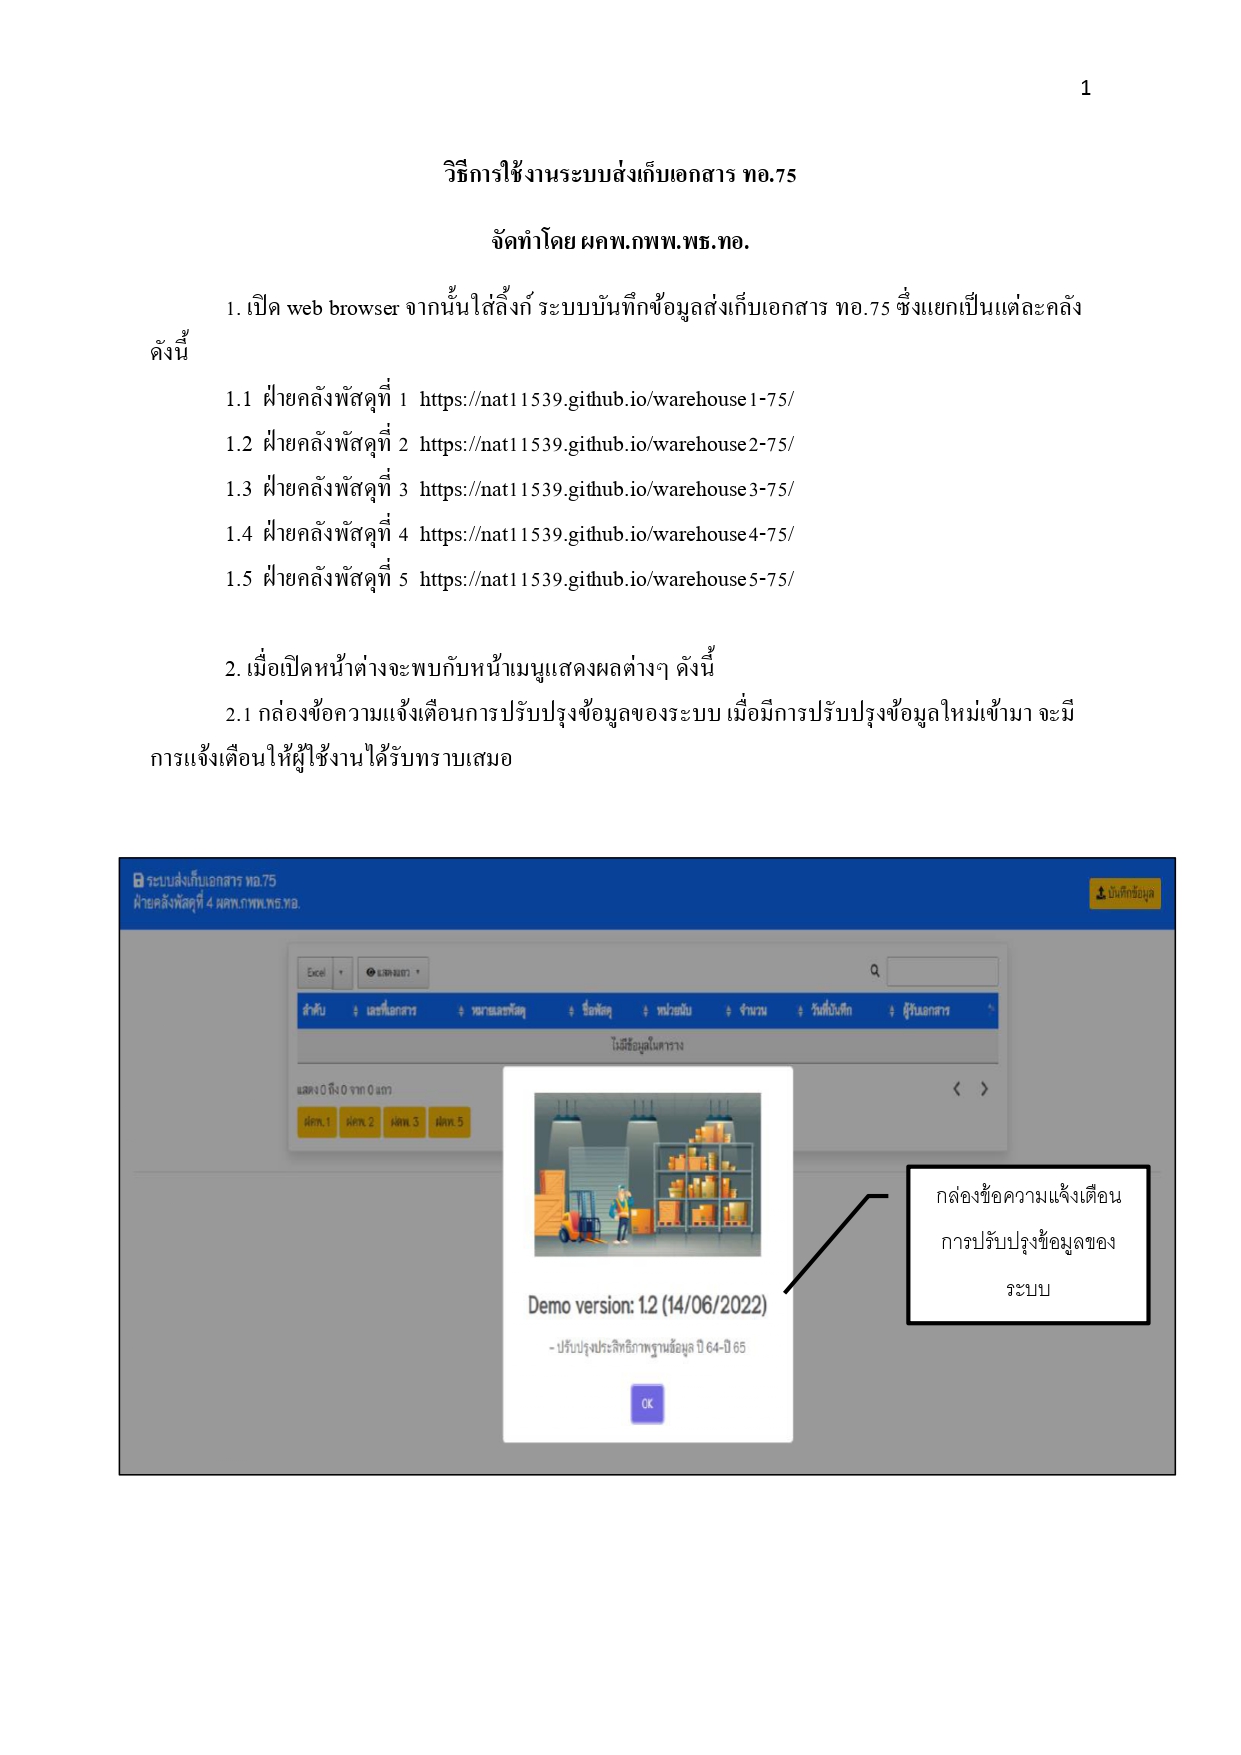 1
วิธีการใช้งานระบบส่งเก็บเอกสาร ทอ.75
จัดทำโดย ผคพ.กพพ.พธ.ทอ.
1. เปิด web browser จากนั้นใส่ลิ้งก์ ระบบบันทึกข้อมูลส่งเก็บเอกสาร ทอ.75 ซึ่งแยกเป็นแต่ละคลัง
ดังนี้
1.1 ฝ่ายคลังพัสดุที่ 1 https://nat11539.github.io/warehouse1-75/
1.2 ฝ่ายคลังพัสดุที่ 2 https://nat11539.github.io/warehouse2-75/
1.3 ฝ่ายคลังพัสดุที่ 3 https://nat11539.github.io/warehouse3-75/
1.4 ฝ่ายคลังพัสดุที่ 4 https://nat11539.github.io/warehouse4-75/
1.5 ฝ่ายคลังพัสดุที่ 5 https://nat11539.github.io/warehouse5-75/
2. เมื่อเปิดหน้าต่างจะพบกับหน้าเมนูแสดงผลต่างๆ ดังนี้
2.1 กล่องข้อความแจ้งเตือนการปรับปรุงข้อมูลของระบบ เมื่อมีการปรับปรุงข้อมูลใหม่เข้ามา จะมี
การแจ้งเตือนให้ผู้ใช้งานได้รับทราบเสมอ
ระบบส่งเก็บเอกสาร ทอ.75
ฝ่ายคลังพัสดุที่ 4 ผคพ.กพพ.พธ.ทอ.
บันทึกข้อมูล
Excel แสดงแถว
ลำดับ เลขที่เอกสาร หมายเลขพัสดุ ชื่อพัสดุ หน่วยนับ จำนวน วันที่บันทึก ผู้รับเอกสาร
ไม่มีข้อมูลในตาราง
แสดง 0 ถึง 0 จาก 0 แถว
ฝคพ. 1 ฝคพ. 2 ฝคพ. 3 ฝคพ. 5
กล่องข้อความแจ้งเตือน
การปรับปรุงข้อมูลของ
ระบบ
Demo version: 1.2 (14/06/2022)
- ปรับปรุงประสิทธิภาพฐานข้อมูล ปี 64-ปี 65
OK